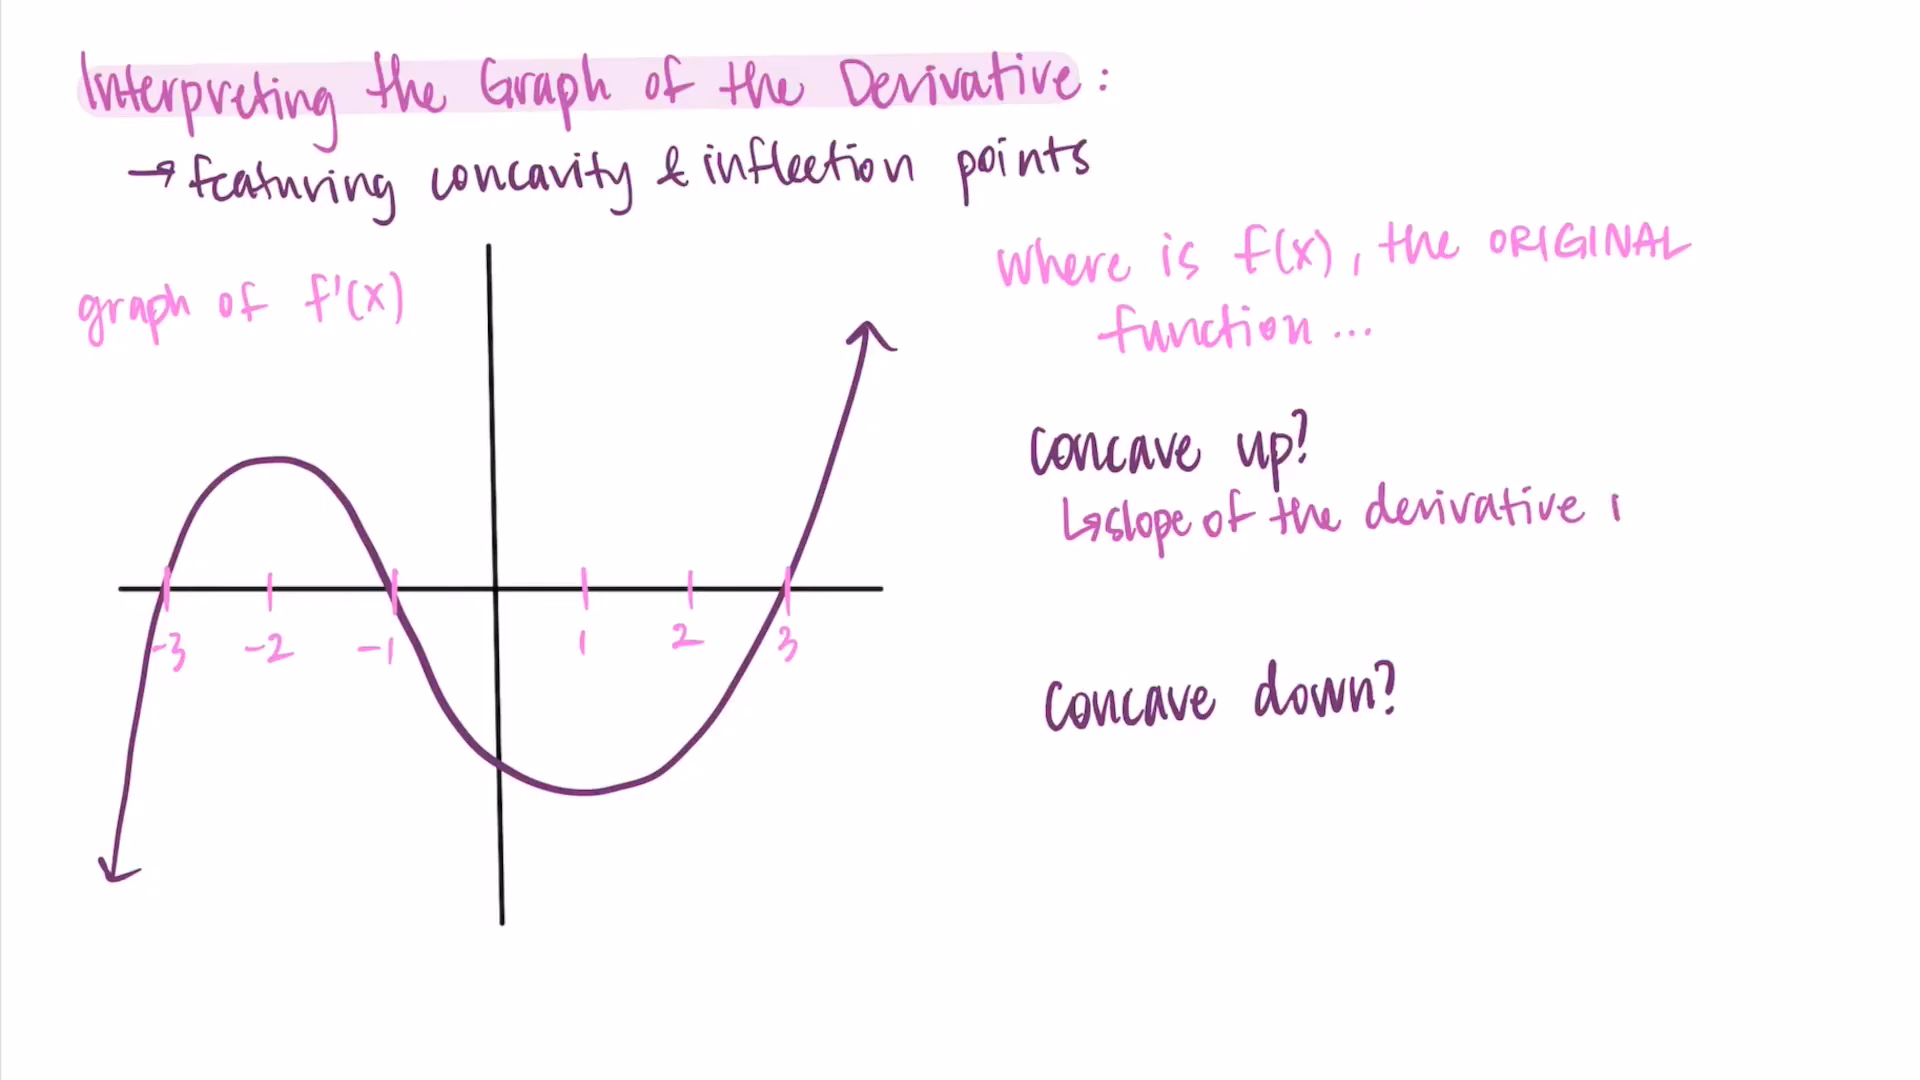 Interpreting the Graph of the Derivative:
→ featuring concavity & inflection points
graph of f'(x)
where is f(x), the ORIGINAL
function ...
concave up?
↳ slope of the derivative
-3 -2 -1 1 2 3
concave down?